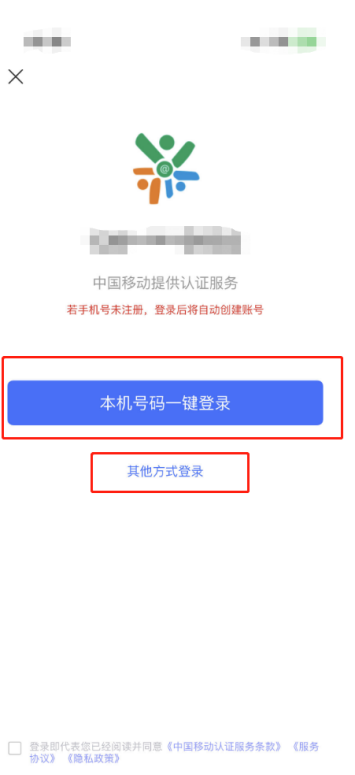 @
中国移动提供认证服务
若手机号未注册，登录后将自动创建账号
本机号码一键登录
其他方式登录
登录即代表您已经阅读并同意《中国移动认证服务条款》 《服务
协议》 《隐私政策》